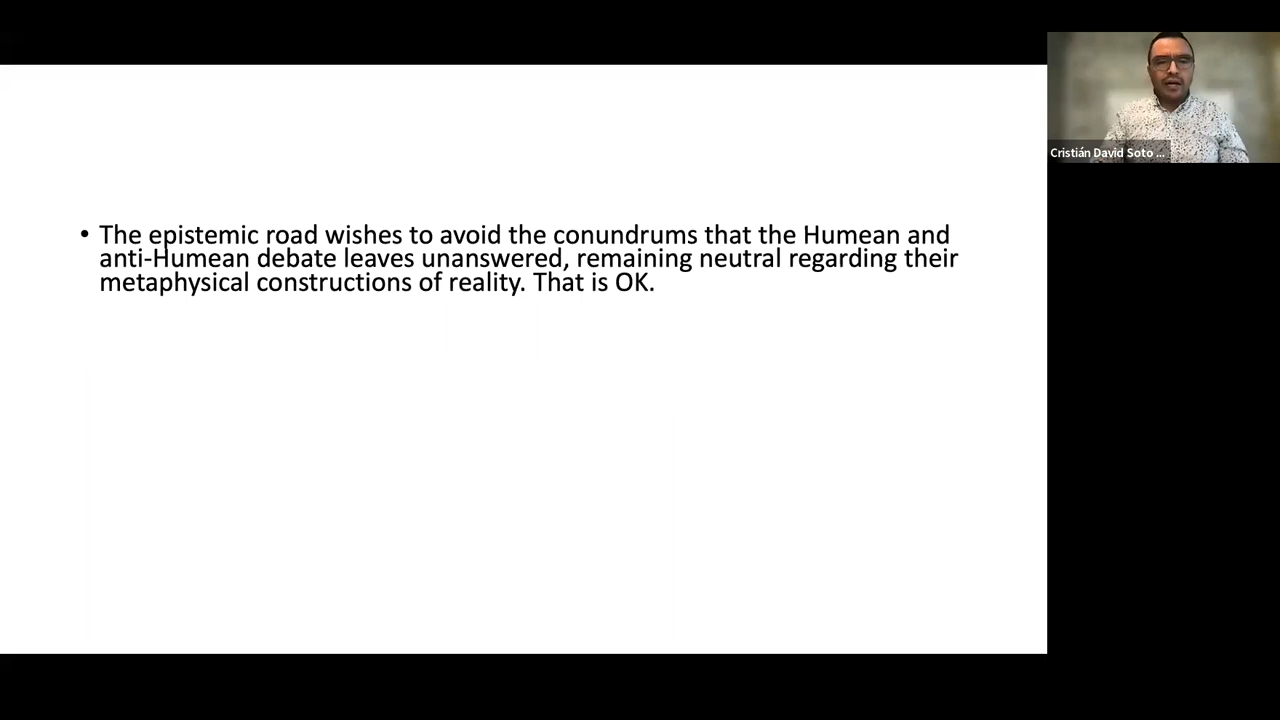 • The epistemic road wishes to avoid the conundrums that the Humean and
anti-Humean debate leaves unanswered, remaining neutral regarding their
metaphysical constructions of reality. That is OK.
Cristián David Soto ...